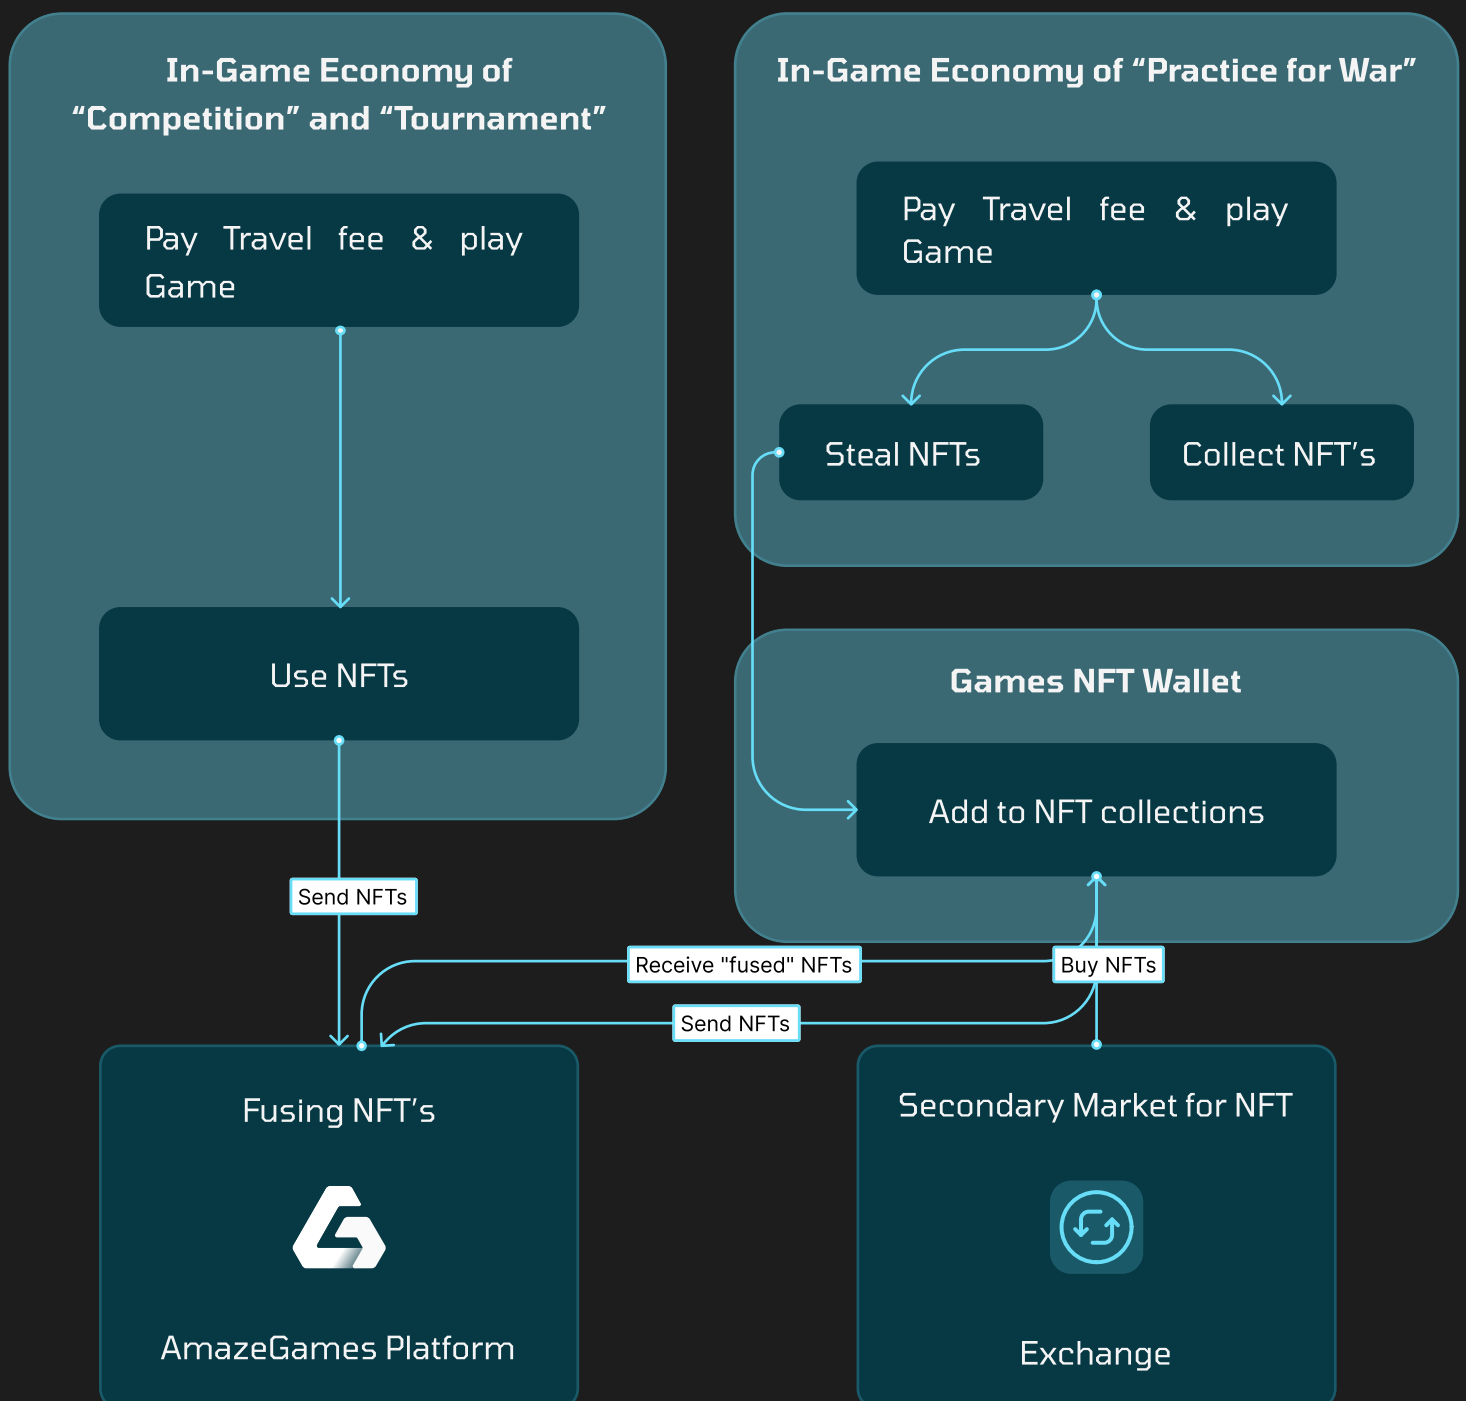 In-Game Economy of
“Competition” and “Tournament”
Pay Travel fee & play
Game
Use NFTs
Send NFTs
In-Game Economy of “Practice for War”
Pay Travel fee & play
Game
Steal NFTs
Collect NFT’s
Games NFT Wallet
Add to NFT collections
Receive "fused" NFTs
Buy NFTs
Send NFTs
Fusing NFT’s
AmazeGames Platform
Secondary Market for NFT
Exchange